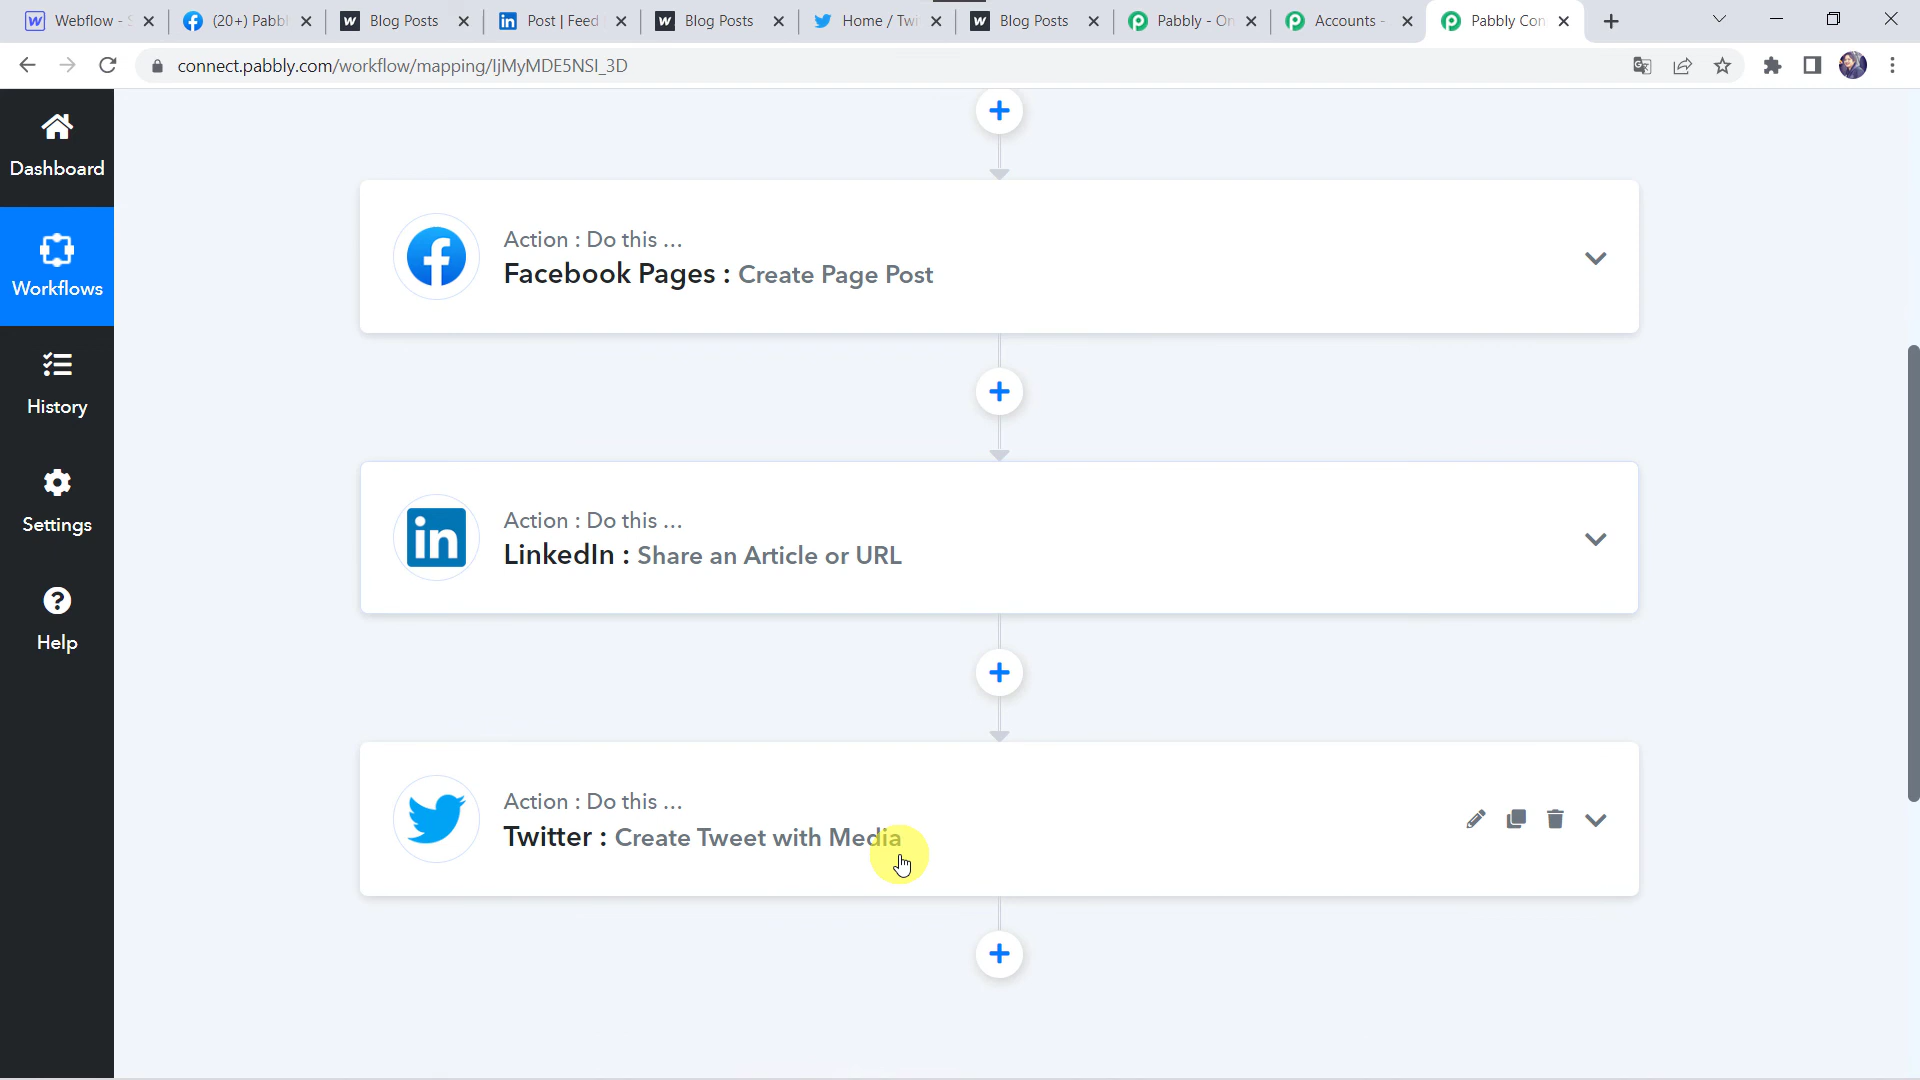 Webflow - S
(20+) Pabbl
Blog Posts
Post | Feed
Blog Posts
Home / Twi
Blog Posts
Pabbly - On
Accounts -
Pabbly Con
connect.pabbly.com/workflow/mapping/IjMyMDE5NSI_3D
Dashboard
Workflows
History
Settings
Help
Action : Do this ...
Facebook Pages : Create Page Post
Action : Do this ...
LinkedIn : Share an Article or URL
Action : Do this ...
Twitter : Create Tweet with Media